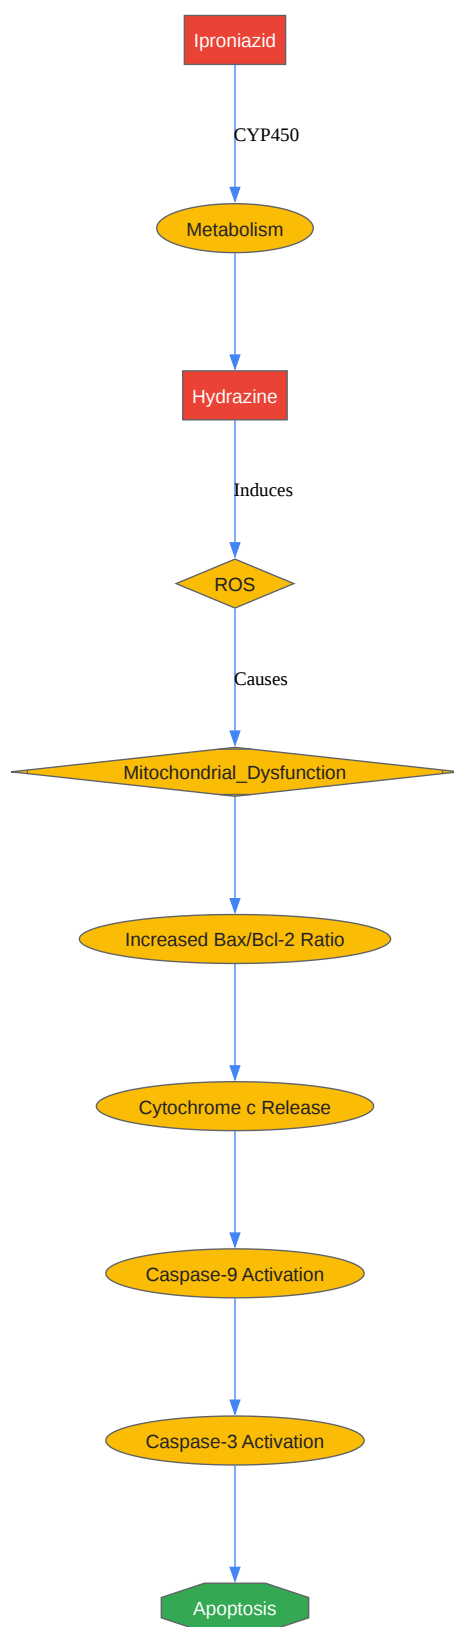 Iproniazid
CYP450
Metabolism
Hydrazine
Induces
ROS
Causes
Mitochondrial_Dysfunction
Increased Bax/Bcl-2 Ratio
Cytochrome c Release
Caspase-9 Activation
Caspase-3 Activation
Apoptosis